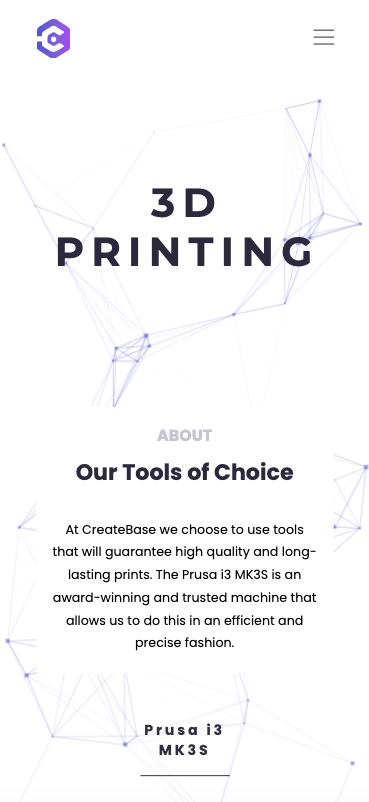 3D
PRINTING
ABOUT
Our Tools of Choice
At CreateBase we choose to use tools
that will guarantee high quality and long-
lasting prints. The Prusa i3 MK3S is an
award-winning and trusted machine that
allows us to do this in an efficient and
precise fashion.
Prusa i3
MK3S